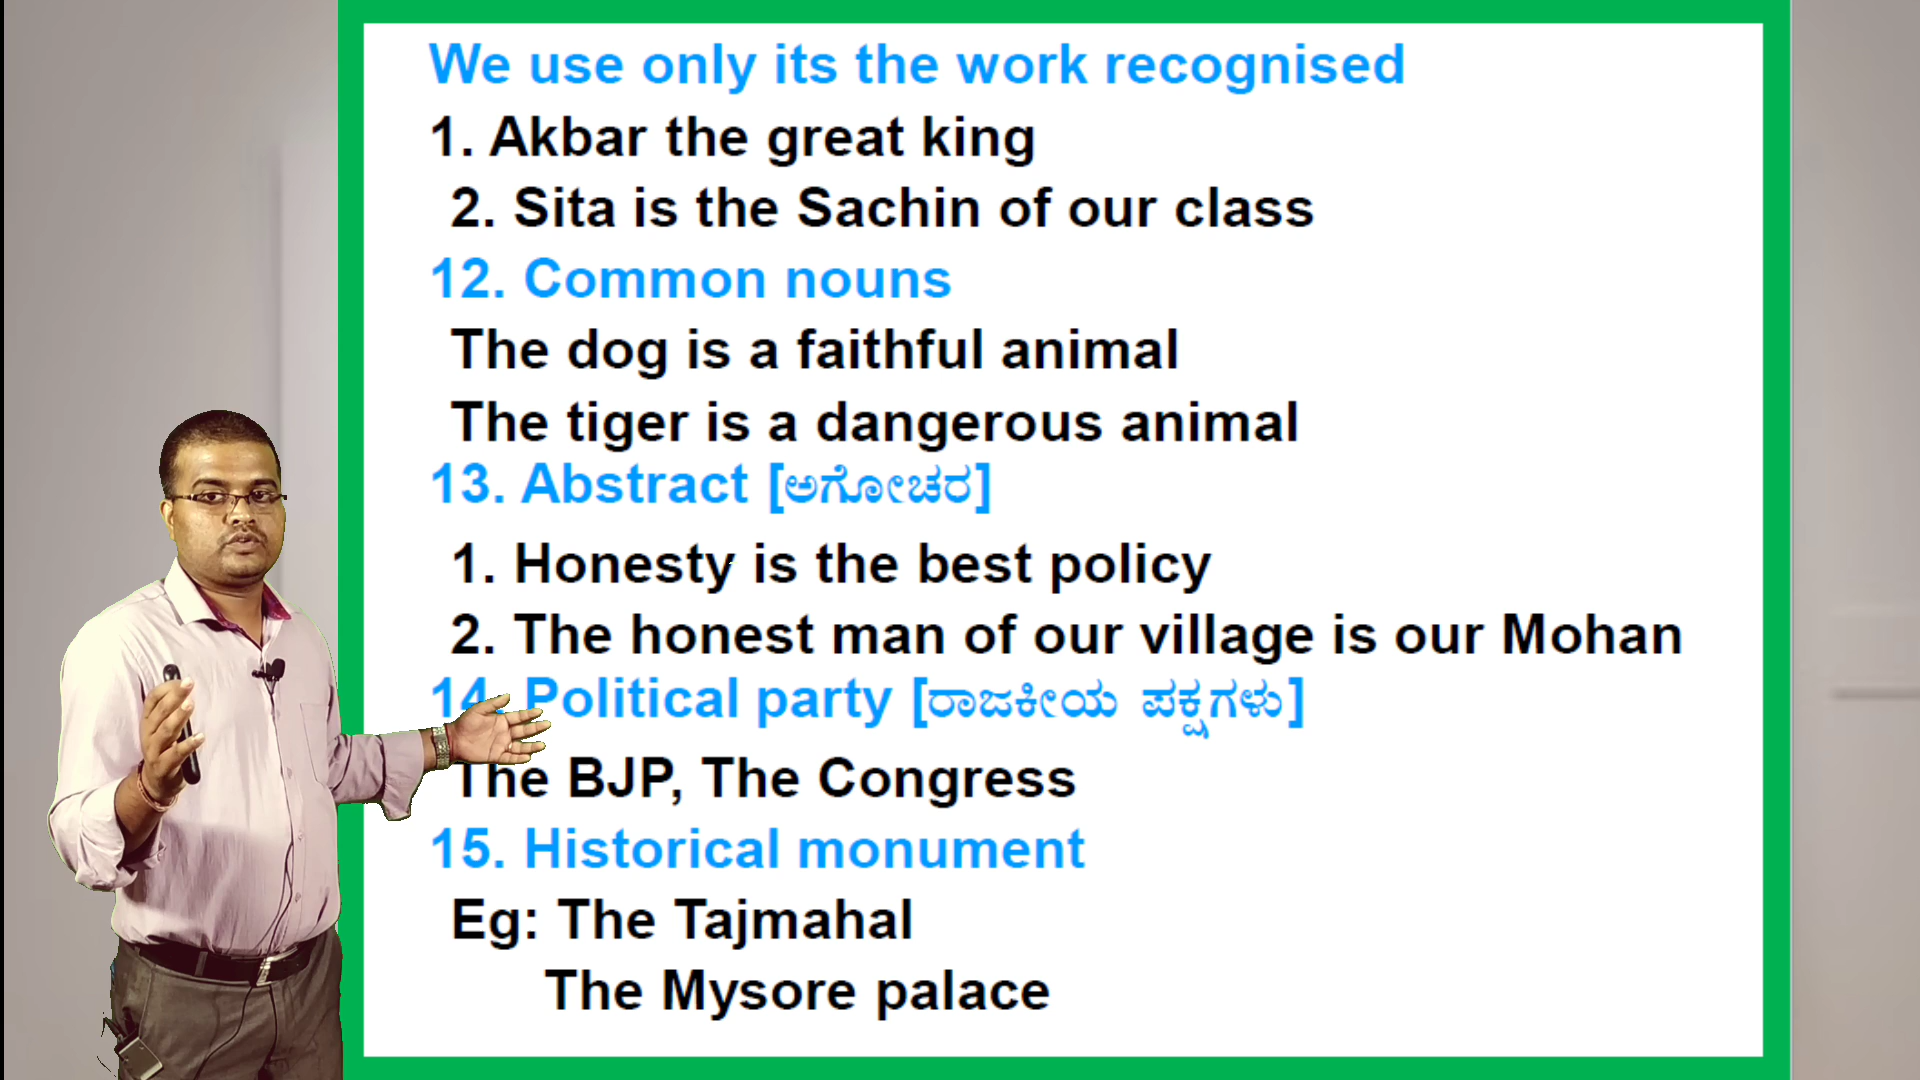 We use only its the work recognised
1. Akbar the great king
2. Sita is the Sachin of our class
12. Common nouns
The dog is a faithful animal
The tiger is a dangerous animal
13. Abstract [ಅಗೋಚರ]
1. Honesty is the best policy
2. The honest man of our village is our Mohan
14. Political party [ರಾಜಕೀಯ ಪಕ್ಷಗಳು]
The BJP, The Congress
15. Historical monument
Eg: The Tajmahal
The Mysore palace